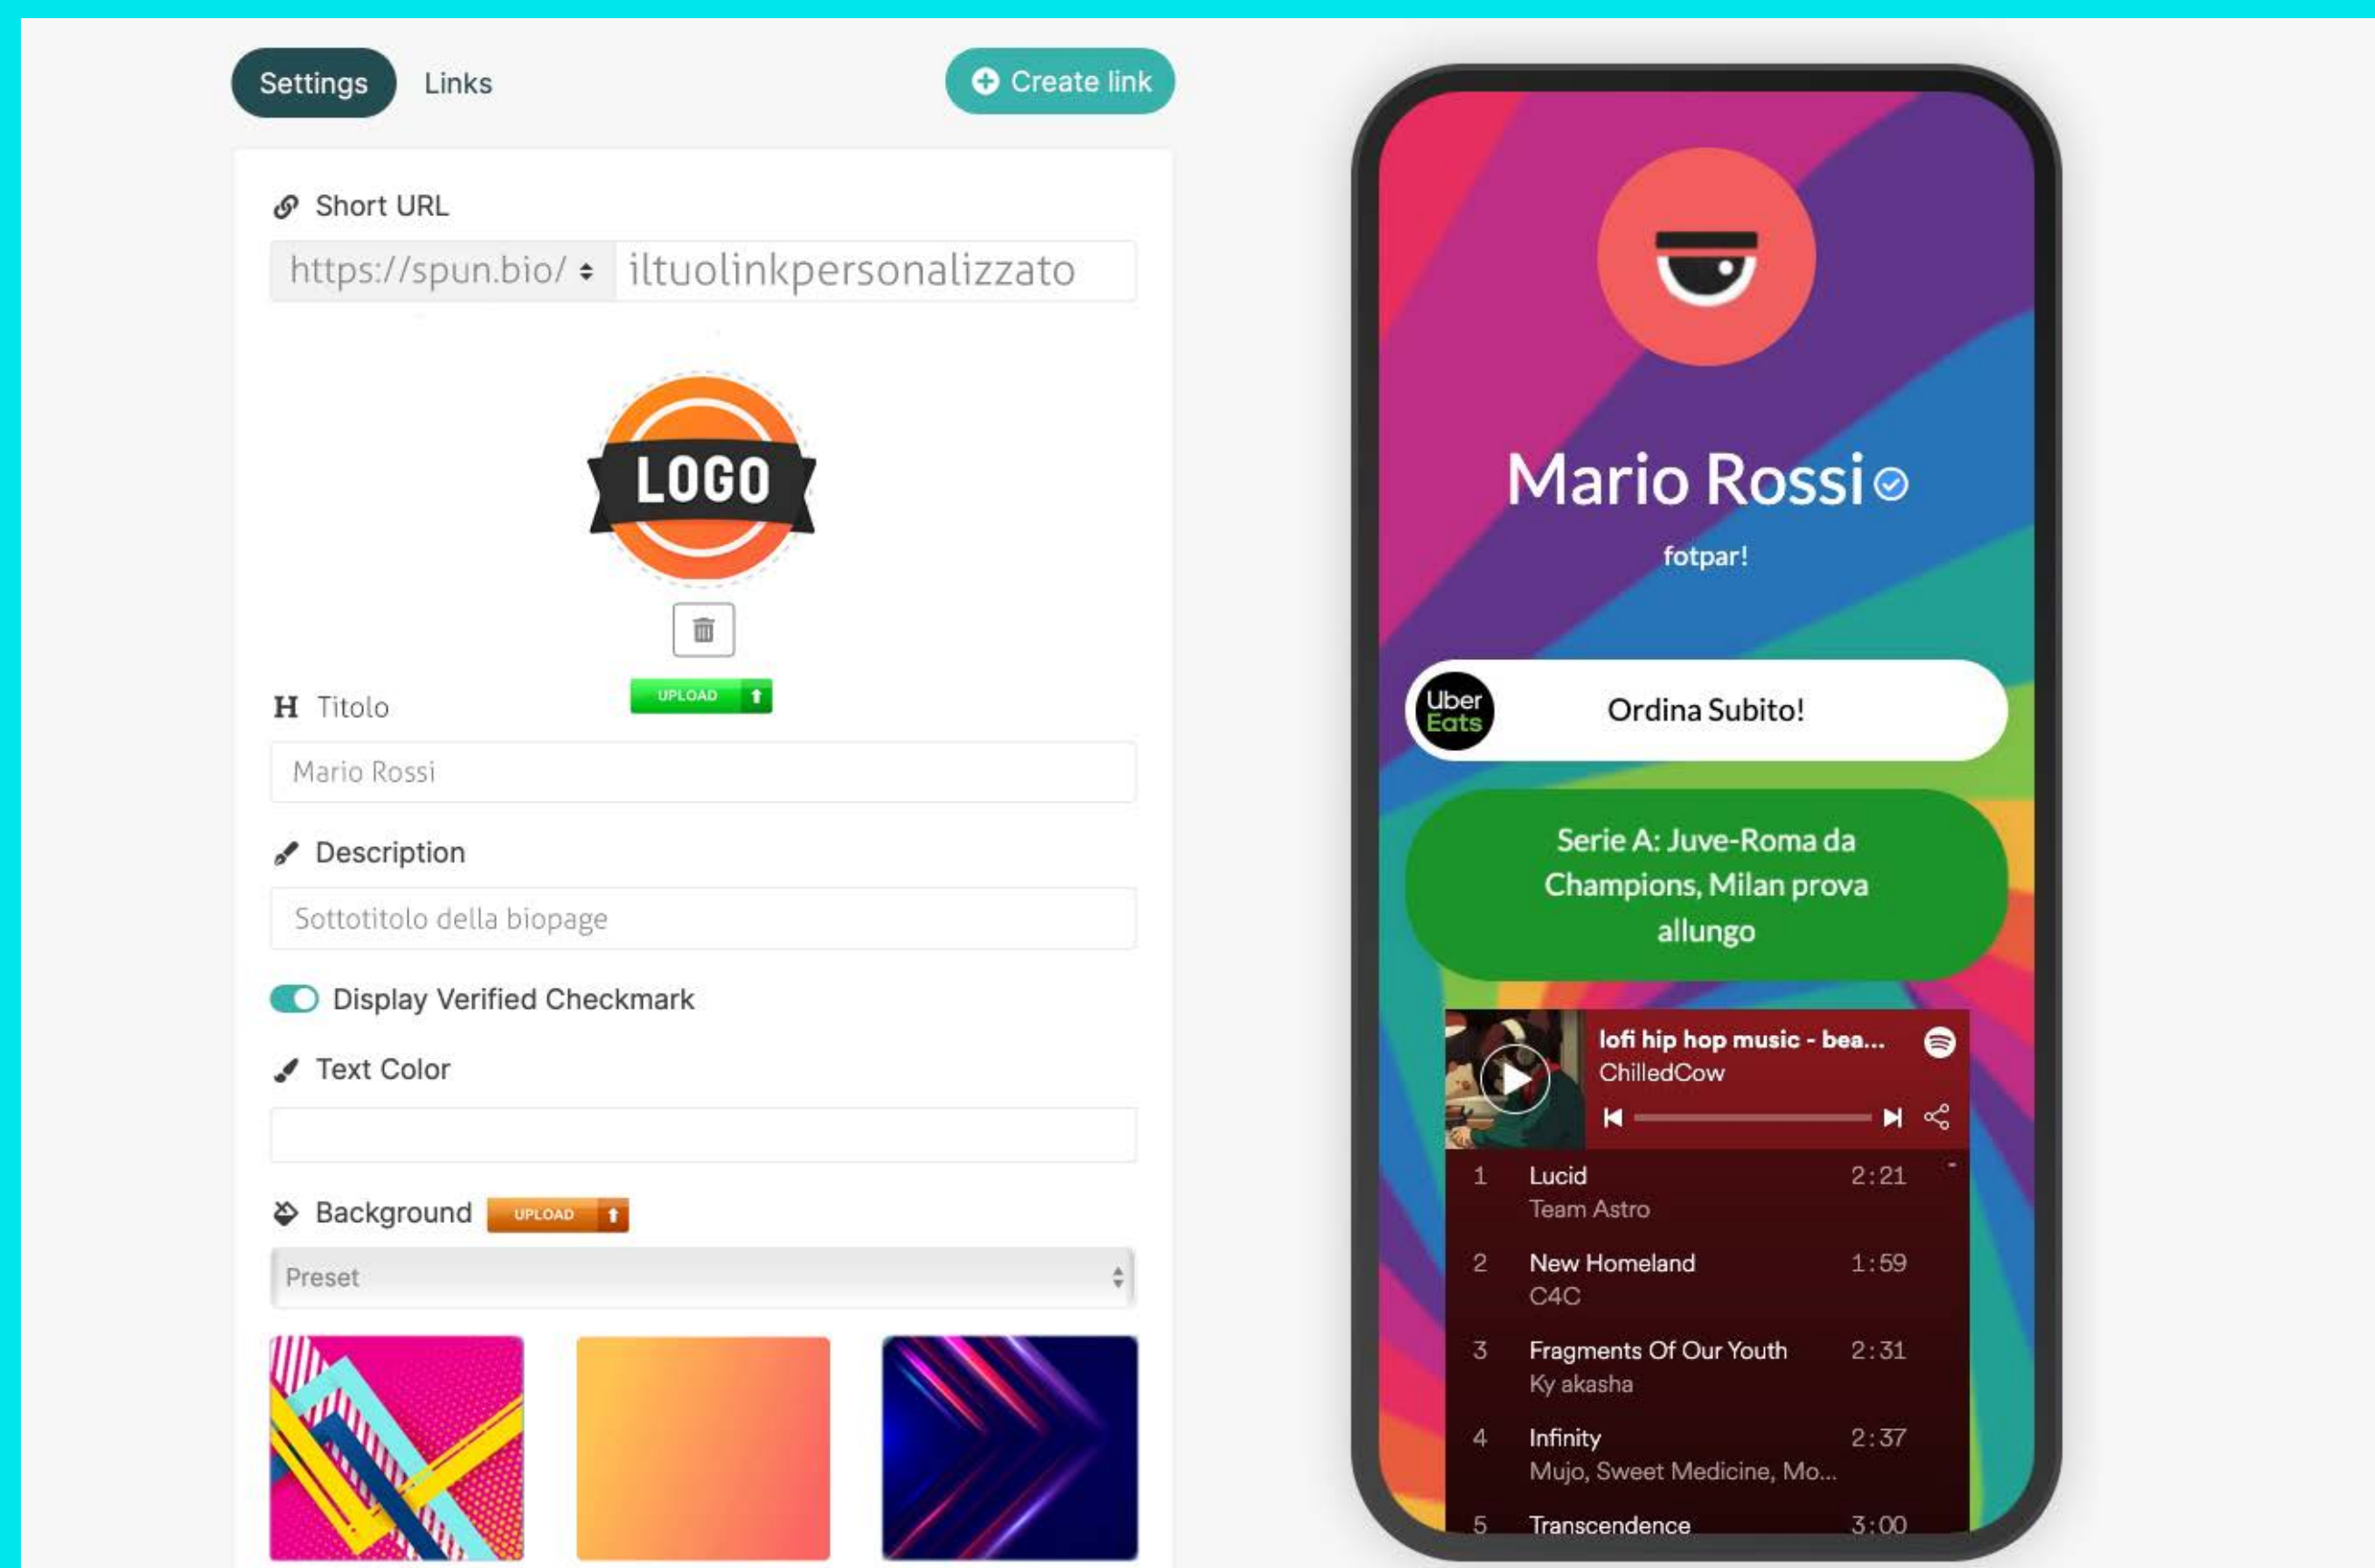 Settings
Links
Create link
Short URL
https://spun.bio/
iltuolinkpersonalizzato
LOGO
UPLOAD
H Titolo
Mario Rossi
Description
Sottotitolo della biopage
Display Verified Checkmark
Text Color
Background
UPLOAD
Preset
Mario Rossi
fotpar!
Uber
Eats
Ordina Subito!
Serie A: Juve-Roma da
Champions, Milan prova
allungo
lofi hip hop music - bea...
ChilledCow
1 Lucid 2:21
Team Astro
2 New Homeland 1:59
C4C
3 Fragments Of Our Youth 2:31
Ky akasha
4 Infinity 2:37
Mujo, Sweet Medicine, Mo...
5 Transcendence 3:00